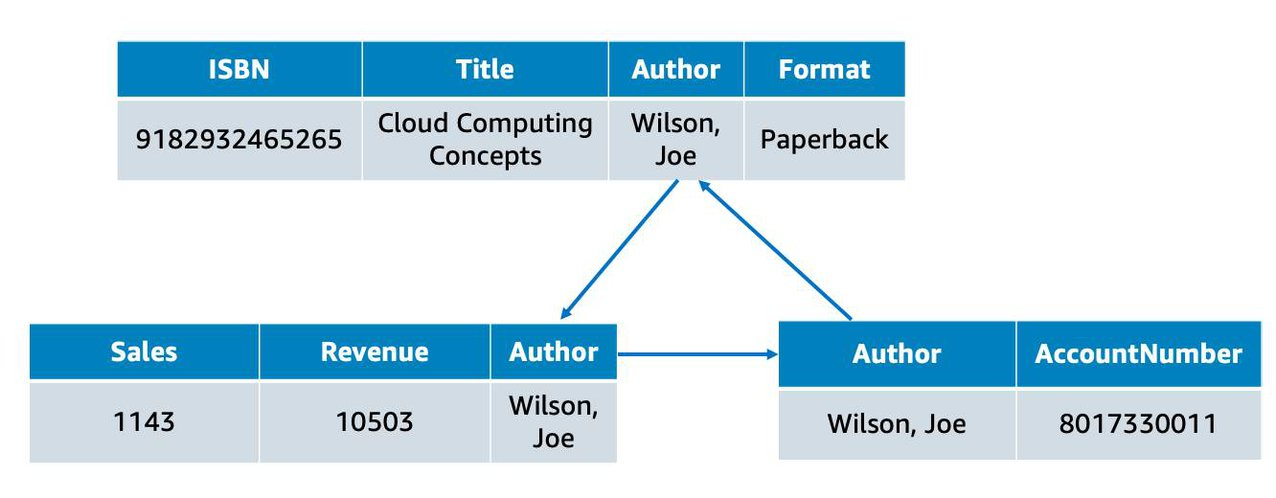 ISBN Title Author Format
9182932465265 Cloud Computing Concepts Wilson, Joe Paperback
Sales Revenue Author
1143 10503 Wilson, Joe
Author AccountNumber
Wilson, Joe 8017330011